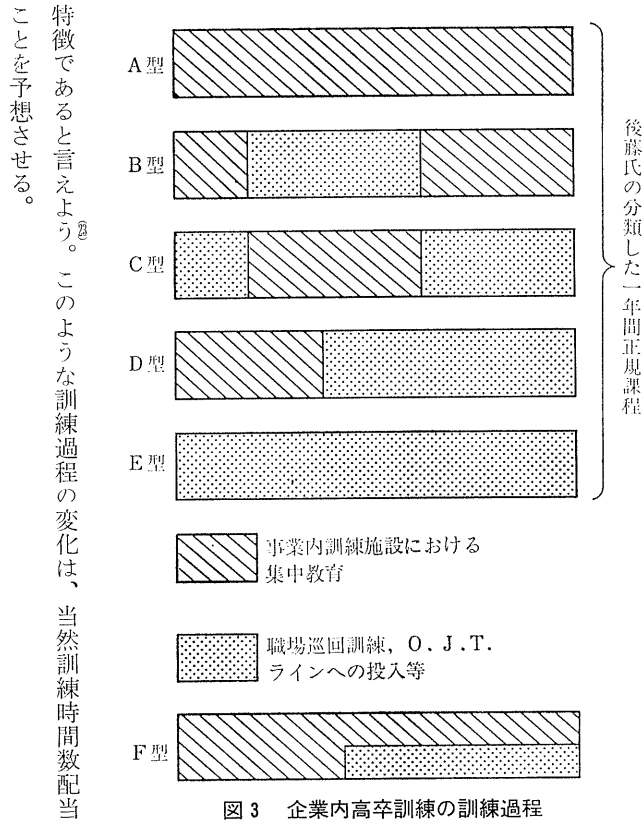 A型
B型
C型
D型
E型
後藤氏の分類した一年間正規課程
事業内訓練施設における
集中教育
職場巡回訓練, O.J.T.
ラインへの投入等
F型
図3 企業内高卒訓練の訓練過程
特徴であると言えよう。このような訓練過程の変化は、当然訓練時間数配当
ことを予想させる。